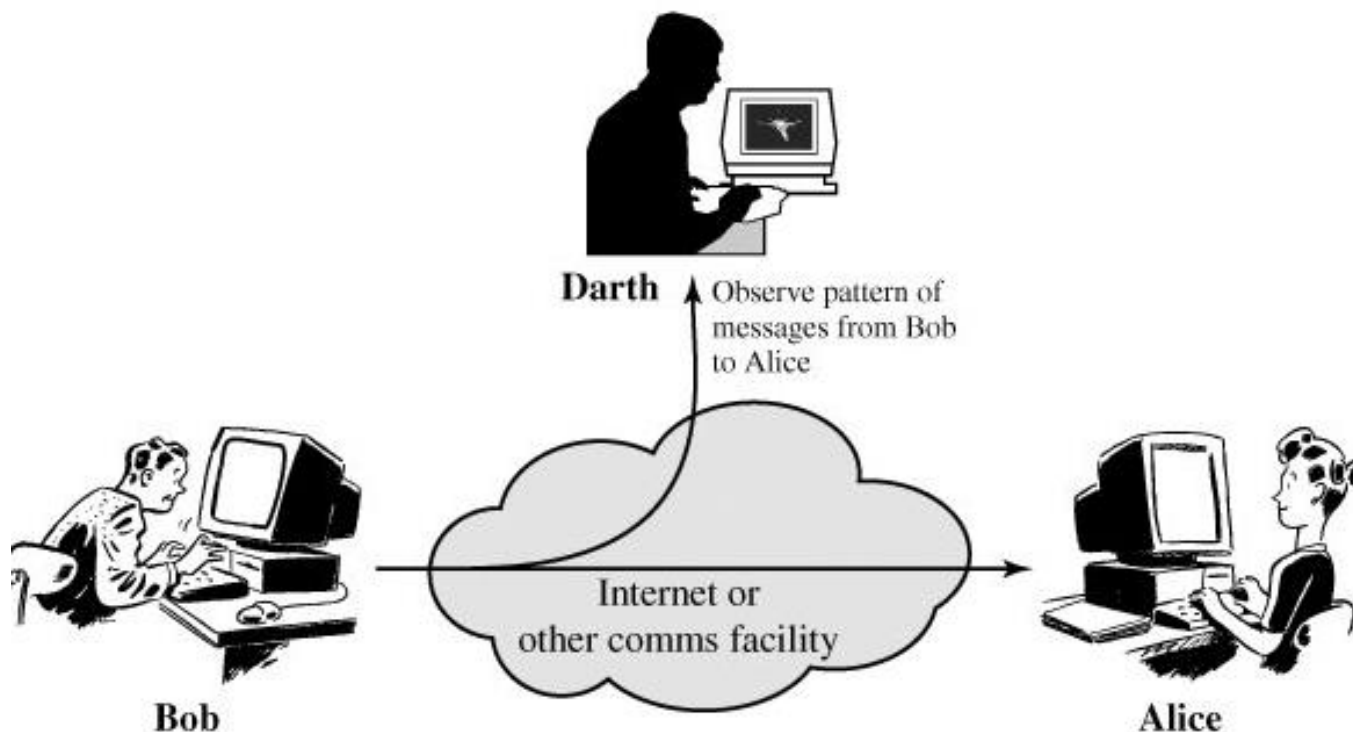 Darth
Observe pattern of
messages from Bob
to Alice
Internet or
other comms facility
Bob
Alice